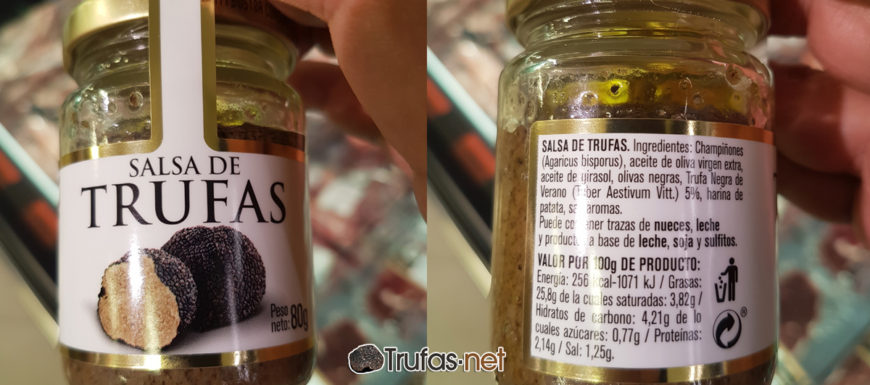 SALSA DE
TRUFAS
Peso
neto: 80g
SALSA DE TRUFAS. Ingredientes: Champiñones
(Agaricus bisporus), aceite de oliva virgen extra,
aceite de girasol, olivas negras, Trufa Negra de
Verano (Tuber Aestivum Vitt.) 5%, harina de
patata, sal, aromas.
Puede contener trazas de nueces, leche
y productos a base de leche, soja y sulfitos.
VALOR POR 100g DE PRODUCTO:
Energía: 256 kcal-1071 kJ / Grasas:
25,8g de la cuales saturadas: 3,82g /
Hidratos de carbono: 4,21g de lo
cuales azúcares: 0,77g / Proteinas:
2,14g / Sal: 1,25g.
Trufas.net